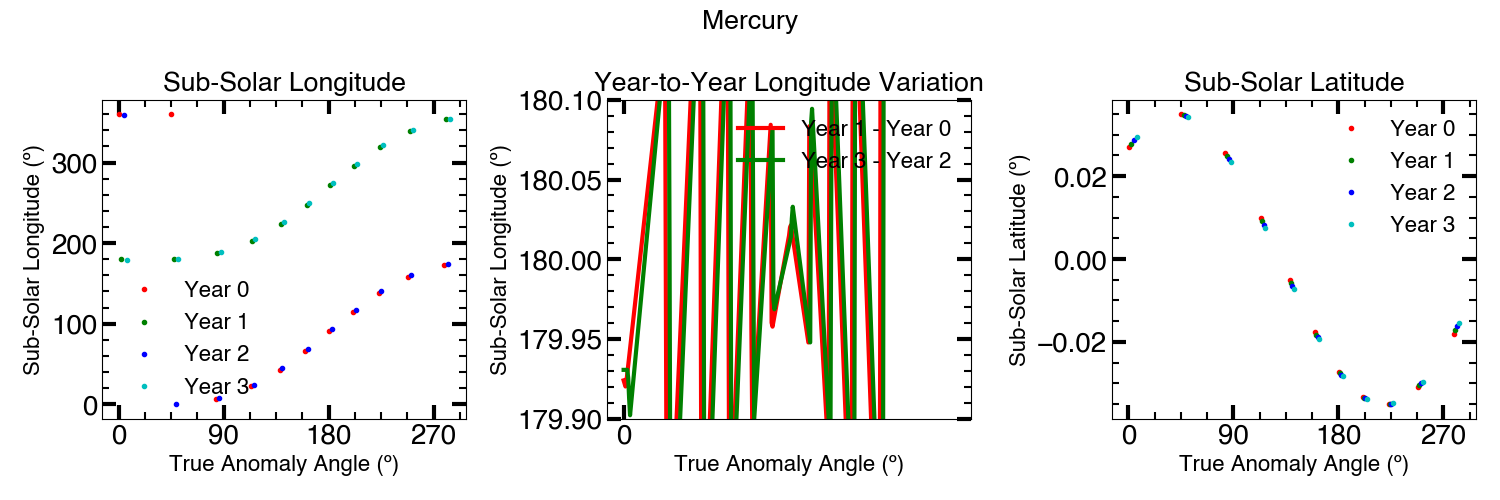 Mercury
Sub-Solar Longitude
Sub-Solar Longitude (º)
300
200
100
0
Year 0
Year 1
Year 2
Year 3
0 90 180 270
True Anomaly Angle (º)
Year-to-Year Longitude Variation
Sub-Solar Longitude (º)
180.10
180.05
180.00
179.95
179.90
Year 1 - Year 0
Year 3 - Year 2
0
True Anomaly Angle (º)
Sub-Solar Latitude
Sub-Solar Latitude (º)
0.02
0.00
−0.02
Year 0
Year 1
Year 2
Year 3
0 90 180 270
True Anomaly Angle (º)